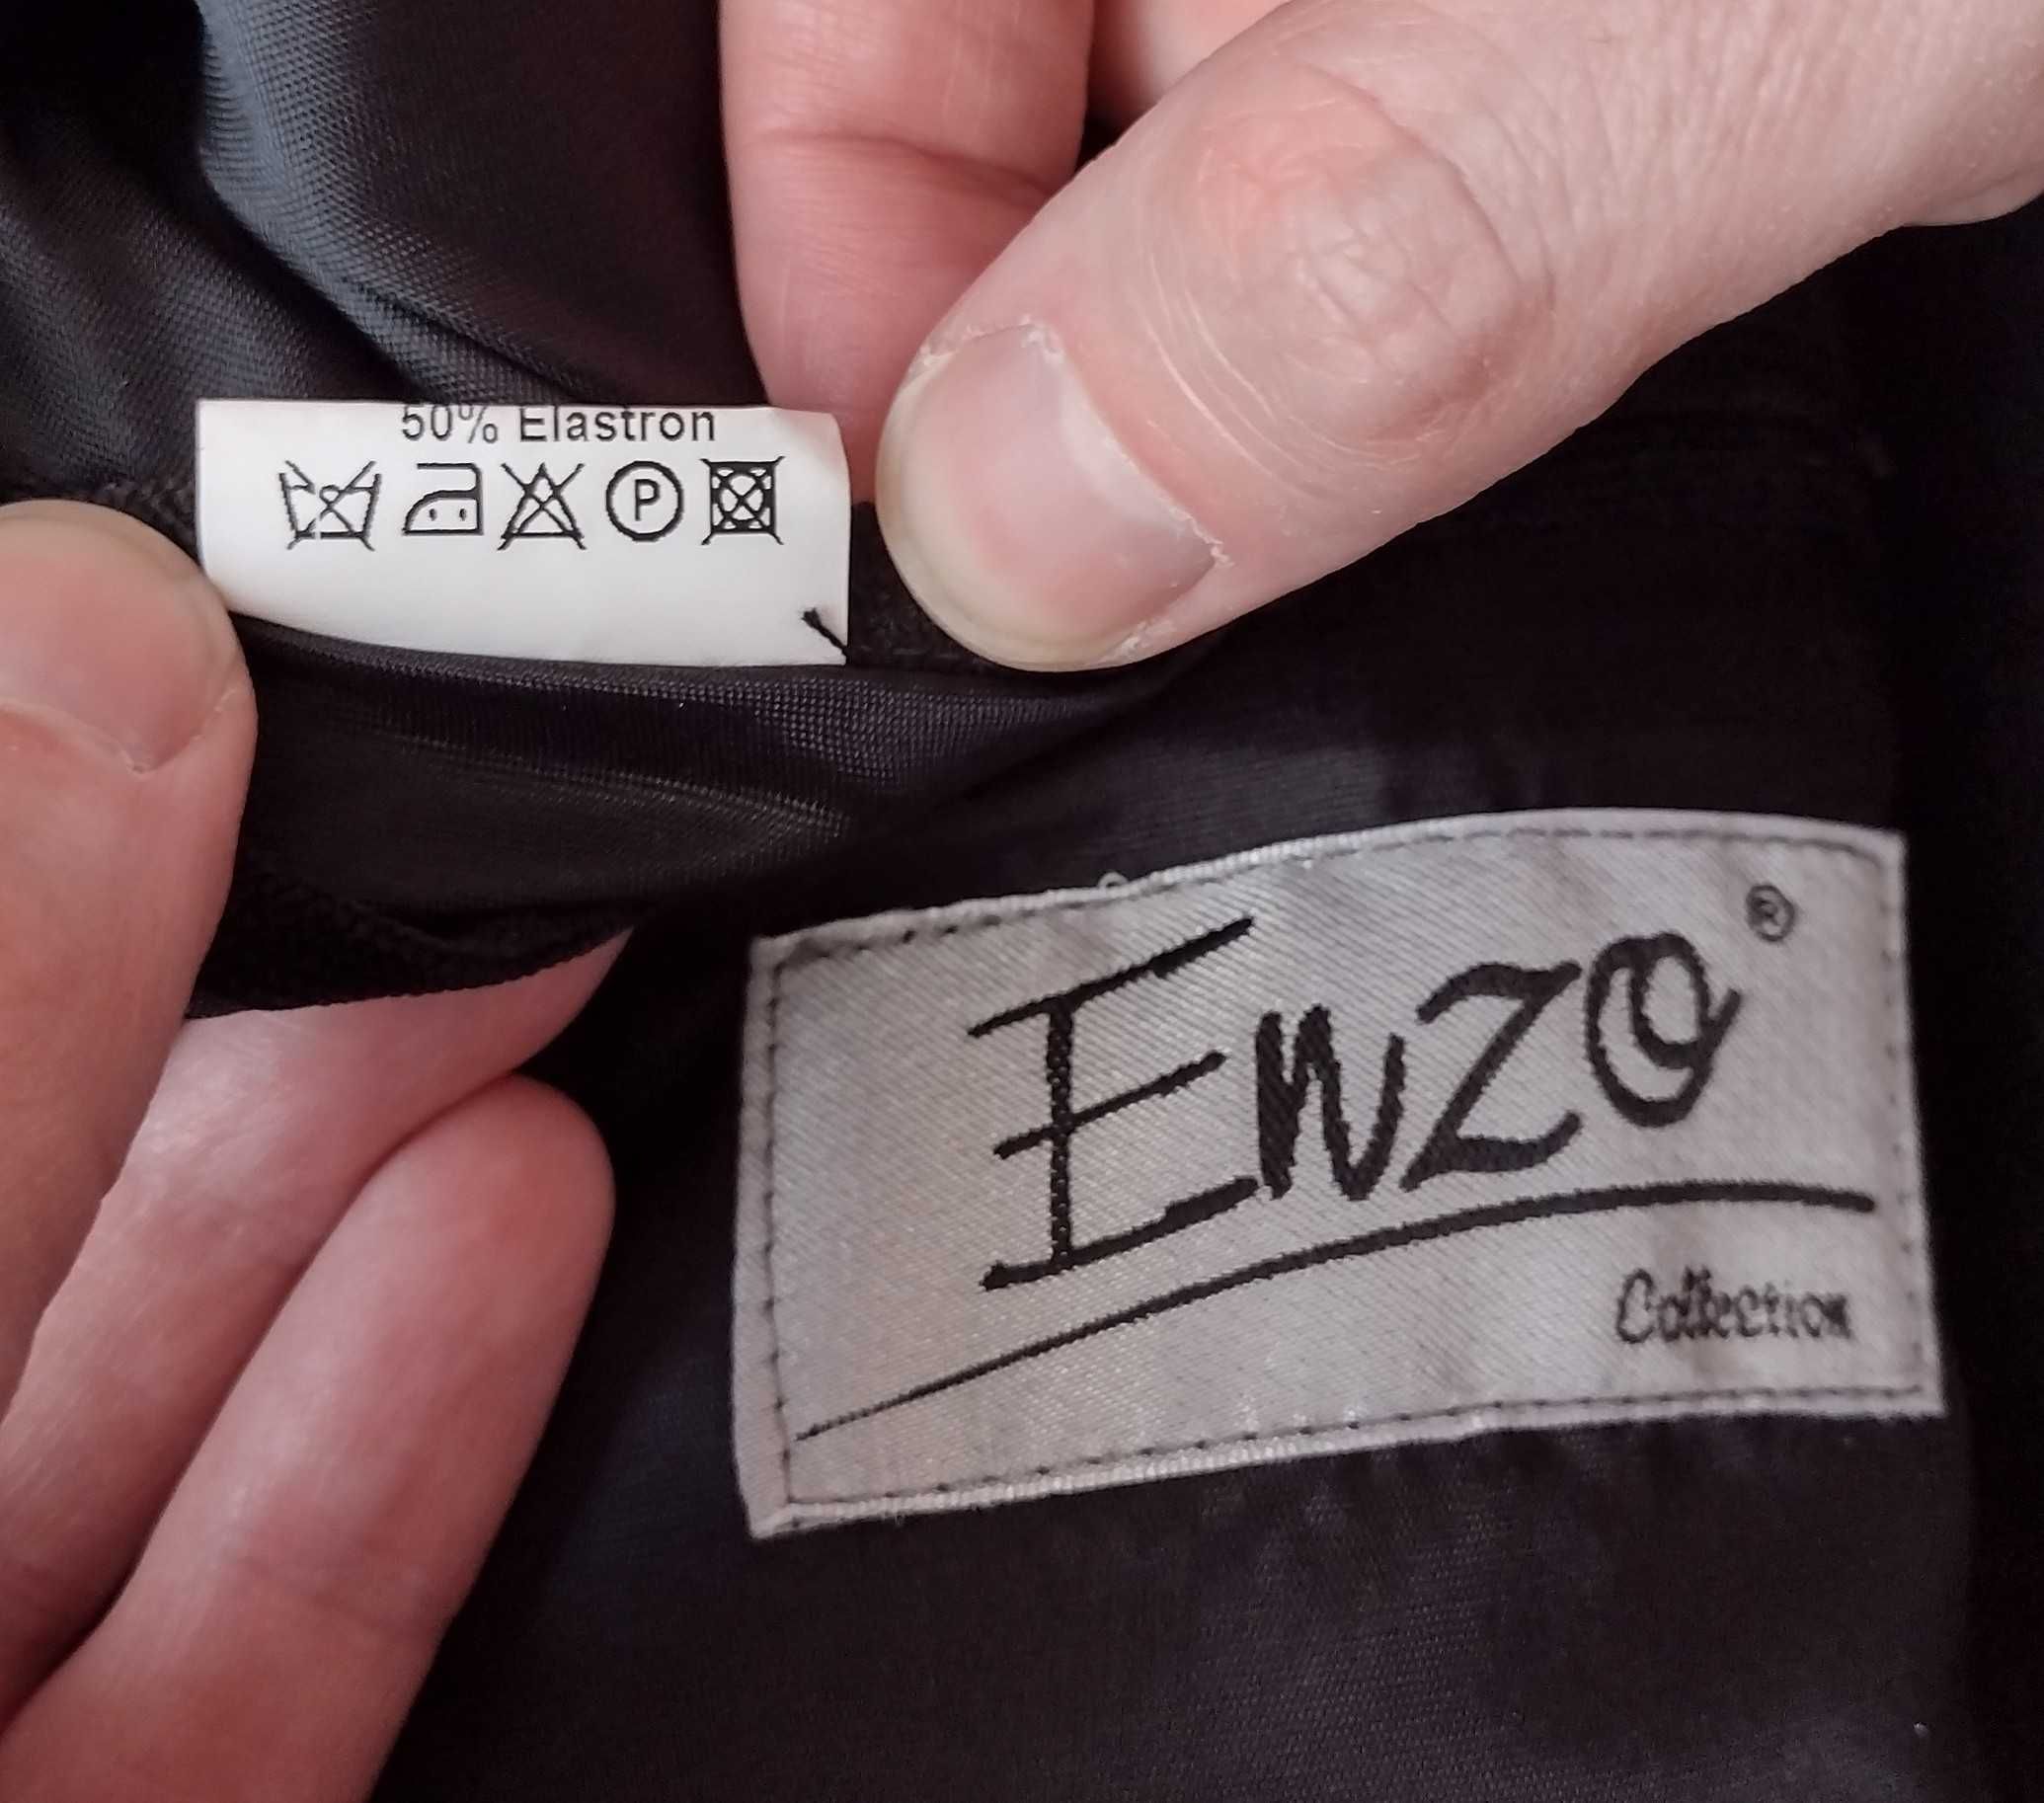 50% Elastron
P
Enzo®
Collection